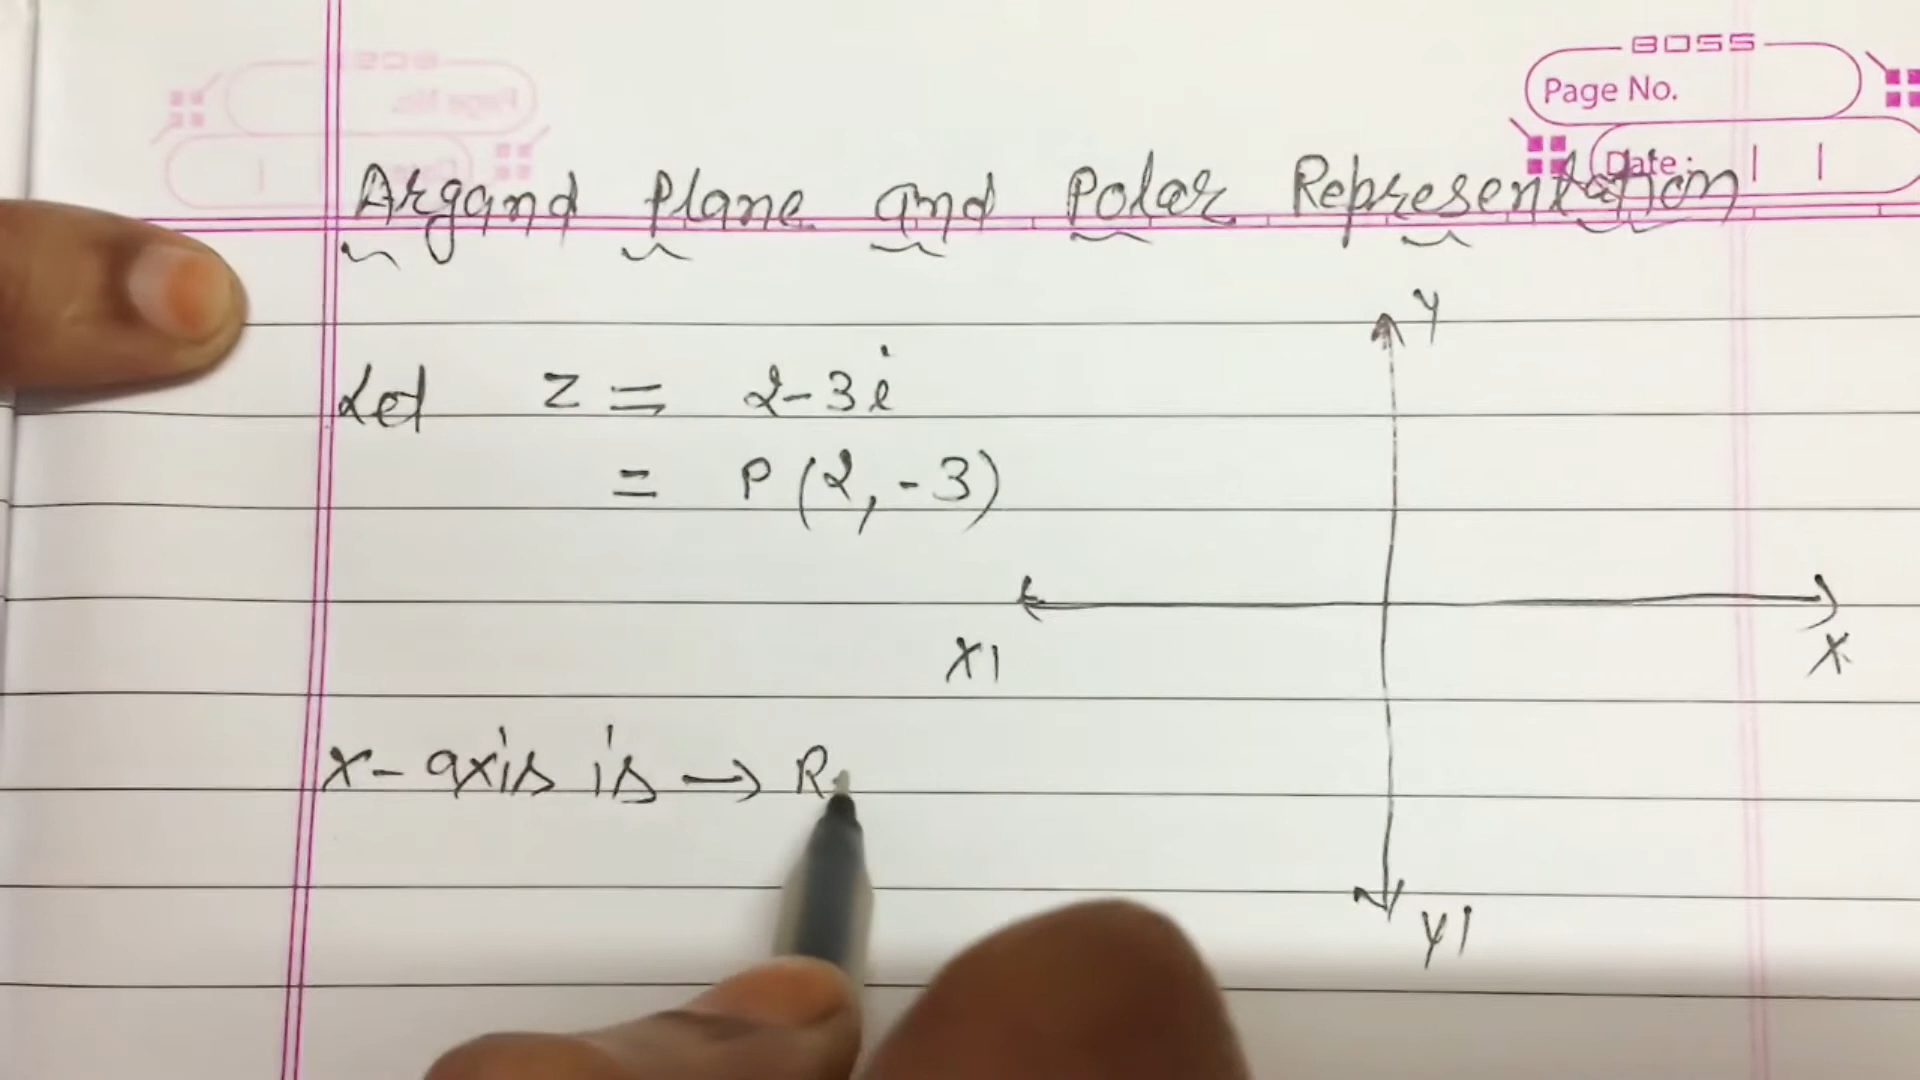 BOSS
Page No.
Date :
Argand Plane and Polar Representation
Let z = 2-3i
= P (2, -3)
Y
X1
X
x- axis is → R
Y1